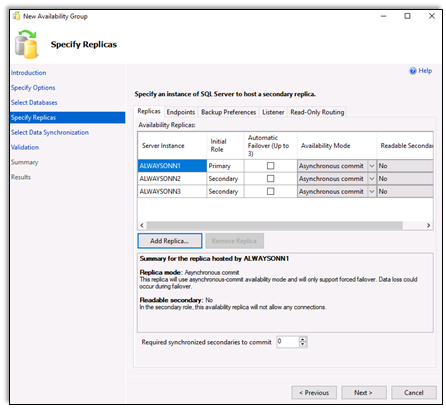 New Availability Group
Specify Replicas
Help
Introduction
Specify Options
Select Databases
Specify Replicas
Select Data Synchronization
Validation
Summary
Results
Specify an instance of SQL Server to host a secondary replica.
Replicas Endpoints Backup Preferences Listener Read-Only Routing
Availability Replicas:
Server Instance Initial Role Automatic Failover (Up to 3) Availability Mode Readable Seconda
ALWAYSONN1 Primary Asynchronous commit No
ALWAYSONN2 Secondary Asynchronous commit No
ALWAYSONN3 Secondary Asynchronous commit No
Add Replica... Remove Replica
Summary for the replica hosted by ALWAYSONN1
Replica mode: Asynchronous commit
This replica will use asynchronous-commit availability mode and will only support forced failover. Data loss could
occur during failover.
Readable secondary: No
In the secondary role, this availability replica will not allow any connections.
Required synchronized secondaries to commit 0
< Previous Next > Cancel